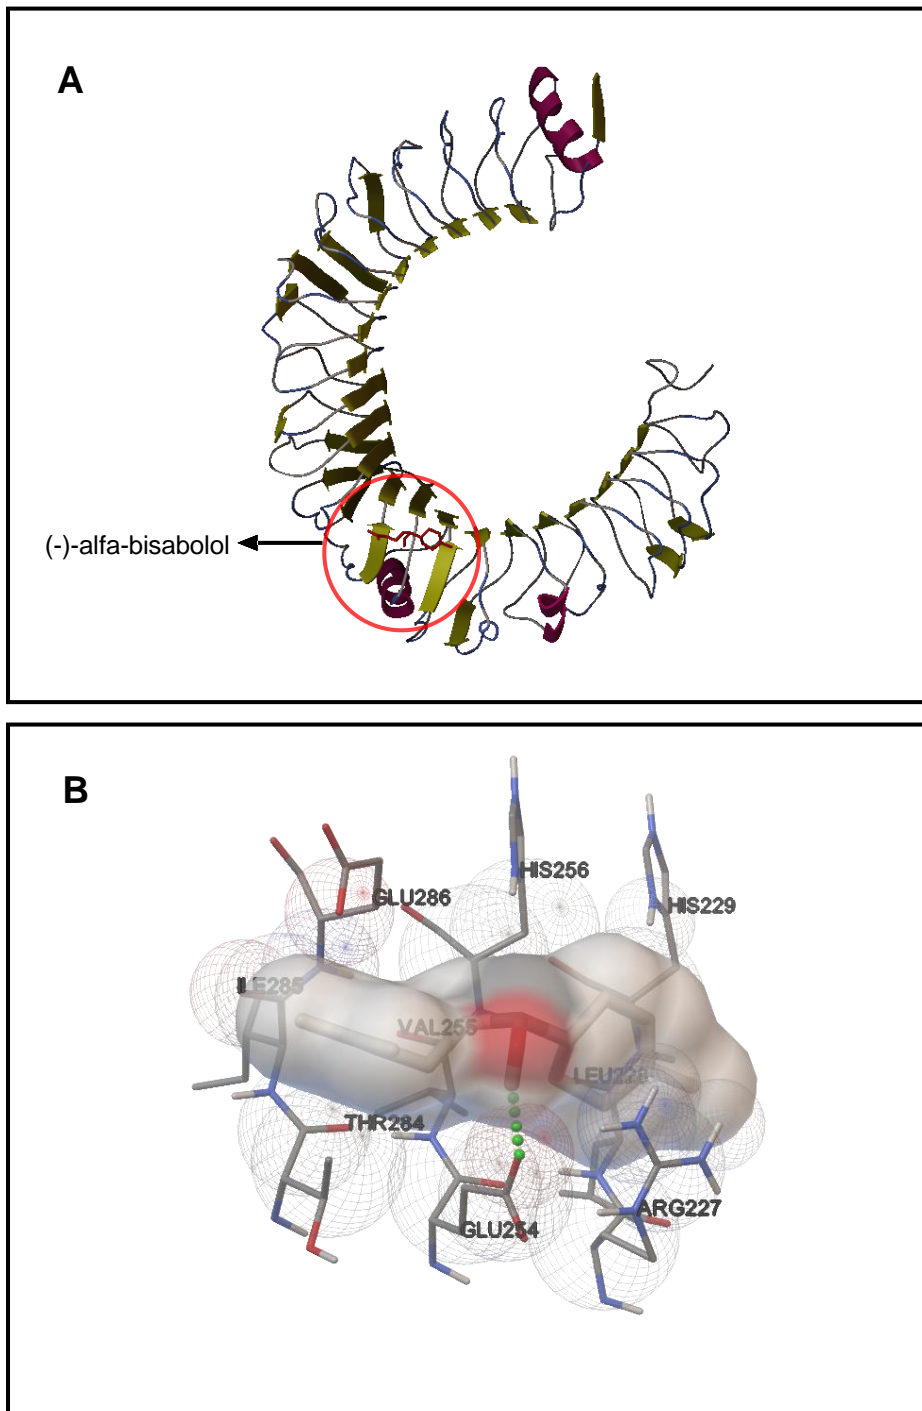 A
(-)-alfa-bisabolol
B
HIS256
GLU286
HIS229
ILE285
VAL255
LEU228
THR284
ARG227
GLU254